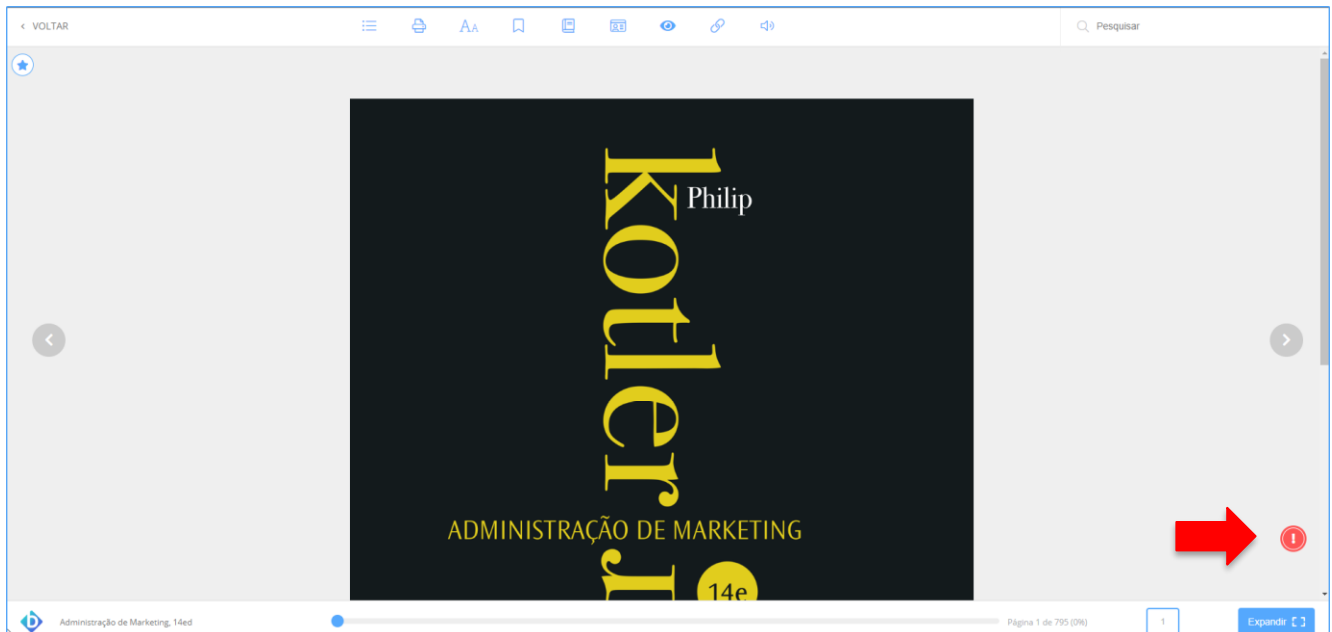 VOLTAR
Pesquisar
kotler
Philip
ADMINISTRAÇÃO DE MARKETING
14e
Administração de Marketing, 14ed
Página 1 de 795 (0%)
1
Expandir